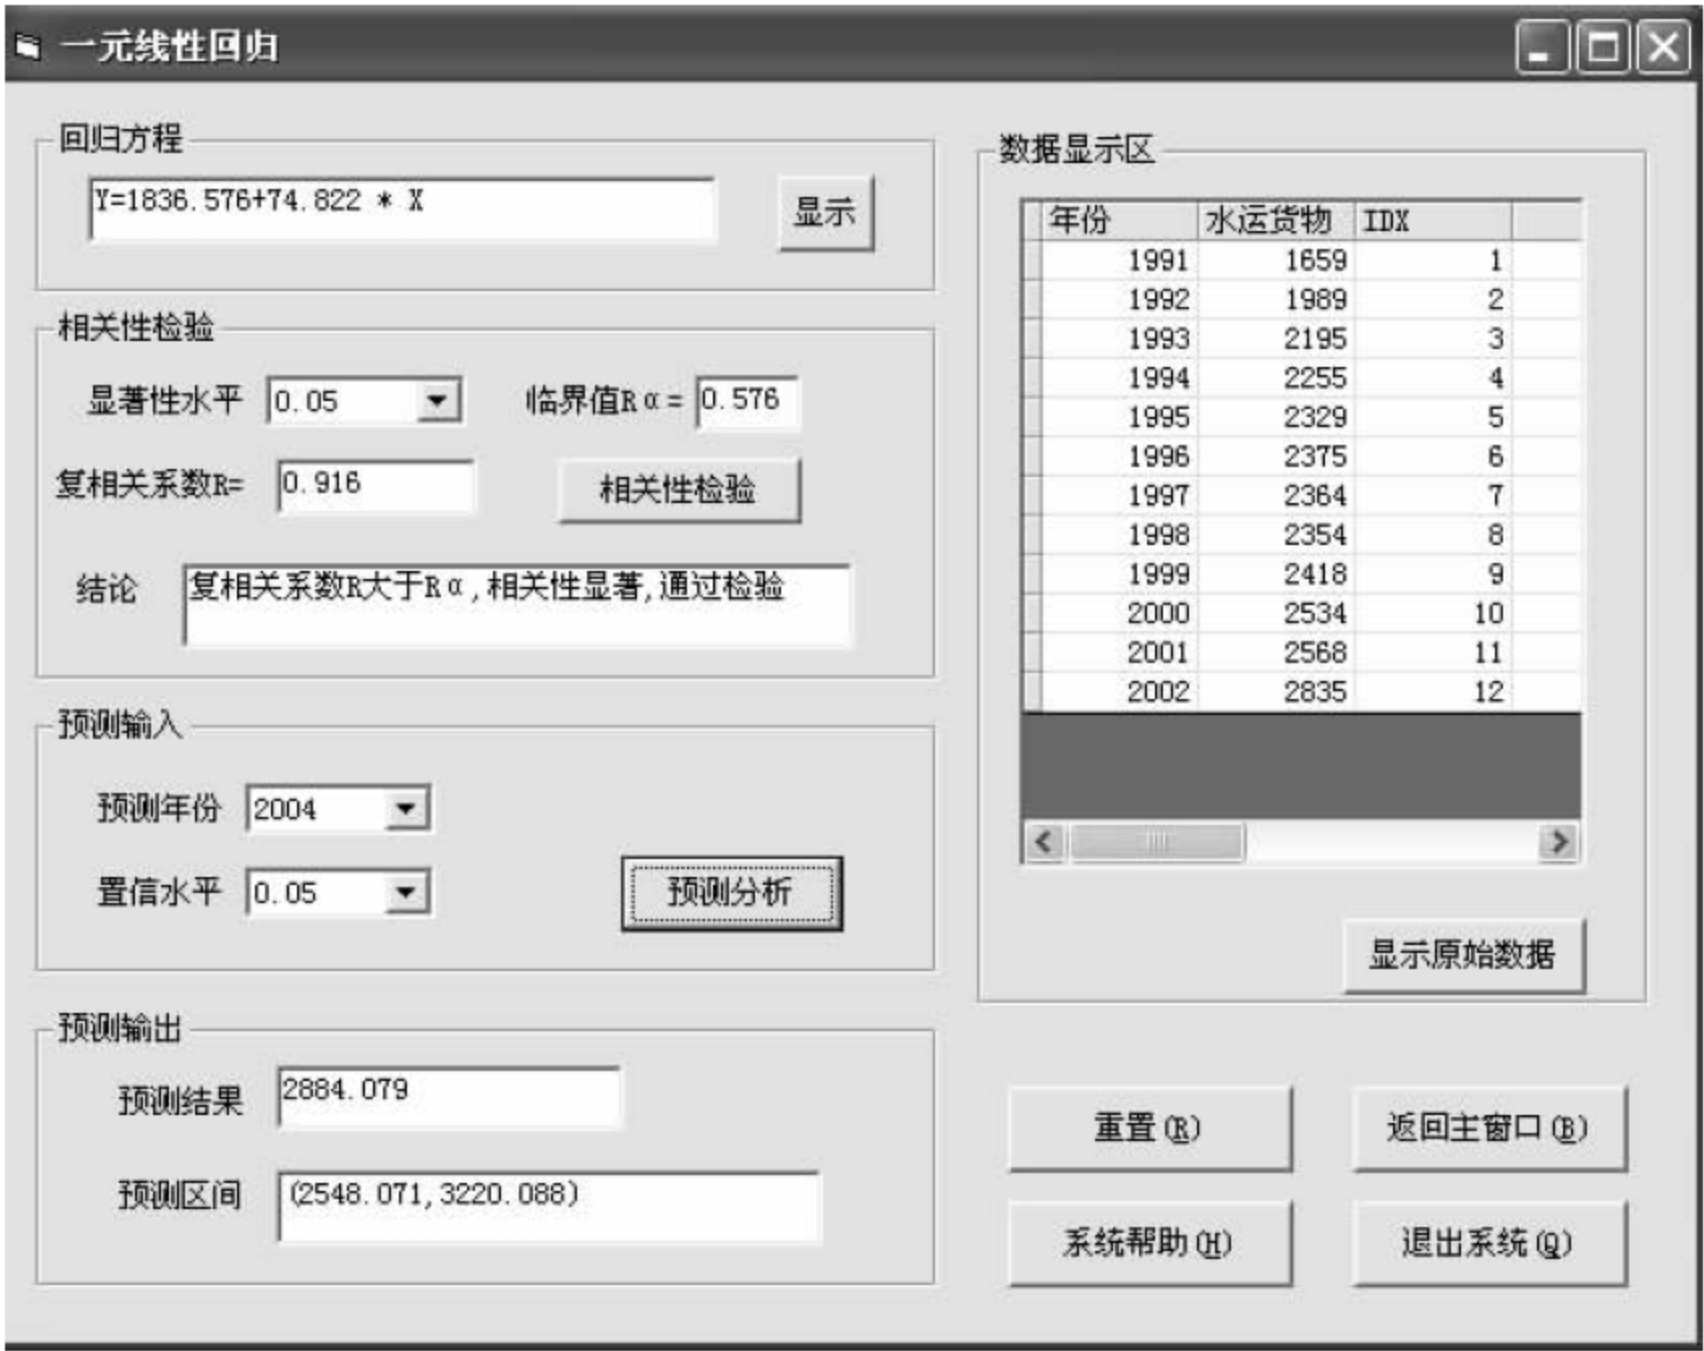 一元线性回归
回归方程
Y=1836.576+74.822 * X
显示
相关性检验
显著性水平 0.05 临界值Rα= 0.576
复相关系数R= 0.916 相关性检验
结论 复相关系数R大于Rα,相关性显著,通过检验
预测输入
预测年份 2004
置信水平 0.05 预测分析
预测输出
预测结果 2884.079
预测区间 (2548.071,3220.088)
数据显示区
年份 水运货物 IDX
1991 1659 1
1992 1989 2
1993 2195 3
1994 2255 4
1995 2329 5
1996 2375 6
1997 2364 7
1998 2354 8
1999 2418 9
2000 2534 10
2001 2568 11
2002 2835 12
显示原始数据
重置(R) 返回主窗口(B)
系统帮助(H) 退出系统(Q)